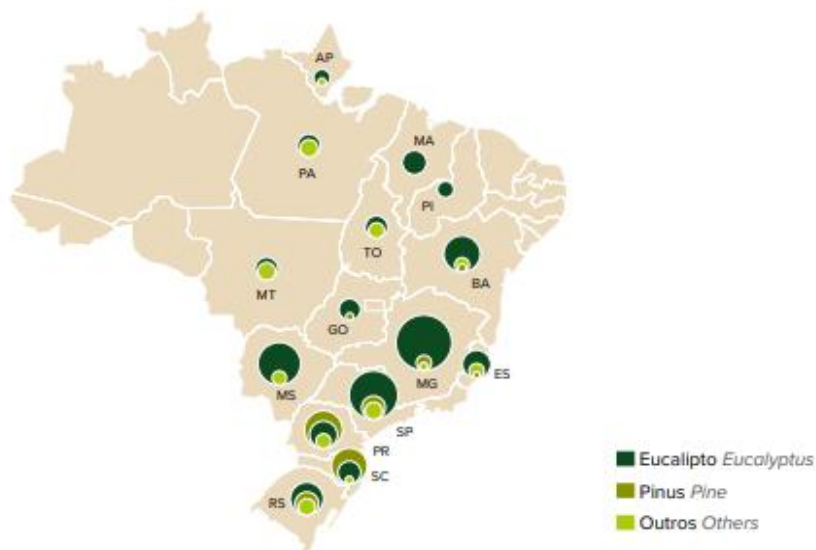 AP
MA
PA
PI
TO
BA
MT
GO
MG
ES
MS
SP
PR
SC
RS
Eucalipto Eucalyptus
Pinus Pine
Outros Others